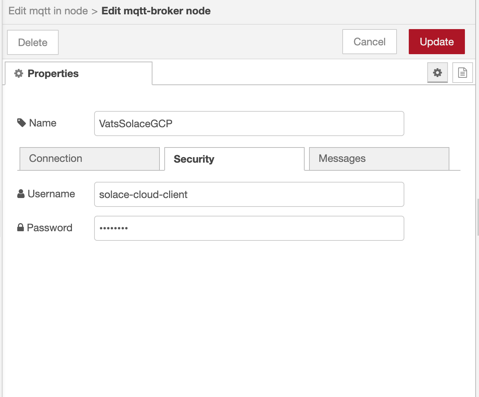 Edit mqtt in node > Edit mqtt-broker node
Delete
Cancel
Update
Properties
Name
VatsSolaceGCP
Connection
Security
Messages
Username
solace-cloud-client
Password
••••••••